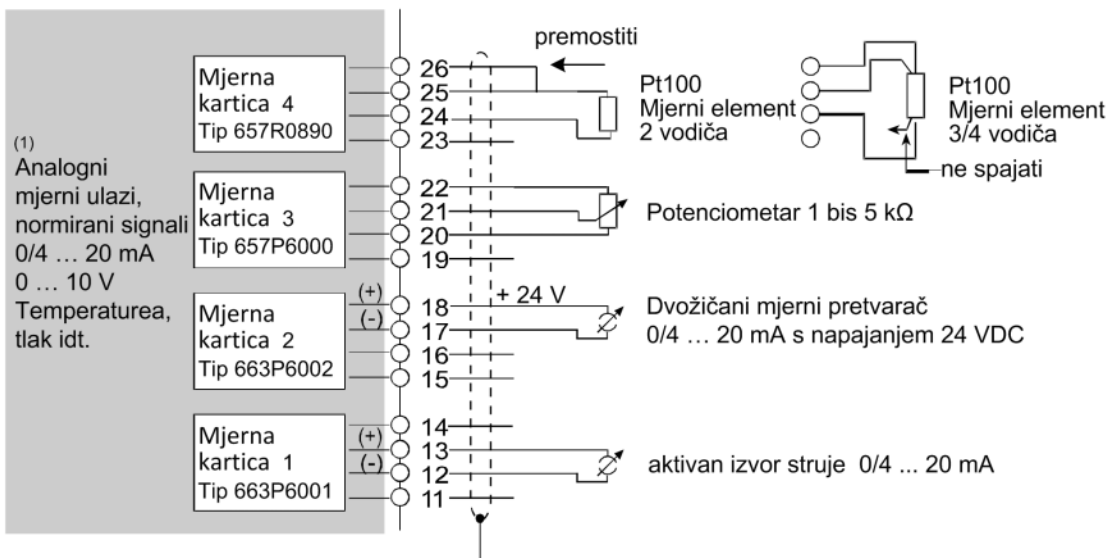 (1)
Analogni
mjerni ulazi,
normirani signali
0/4 … 20 mA
0 … 10 V
Temperaturea,
tlak idt.
Mjerna
kartica 4
Tip 657R0890
Mjerna
kartica 3
Tip 657P6000
Mjerna
kartica 2
Tip 663P6002
Mjerna
kartica 1
Tip 663P6001
(+)
(-)
(+)
(-)
26
25
24
23
22
21
20
19
18
17
16
15
14
13
12
11
premostiti
+ 24 V
Pt100
Mjerni element
2 vodiča
Pt100
Mjerni element
3/4 vodiča
ne spajati
Potenciometar 1 bis 5 kΩ
Dvožičani mjerni pretvarač
0/4 … 20 mA s napajanjem 24 VDC
aktivan izvor struje 0/4 ... 20 mA